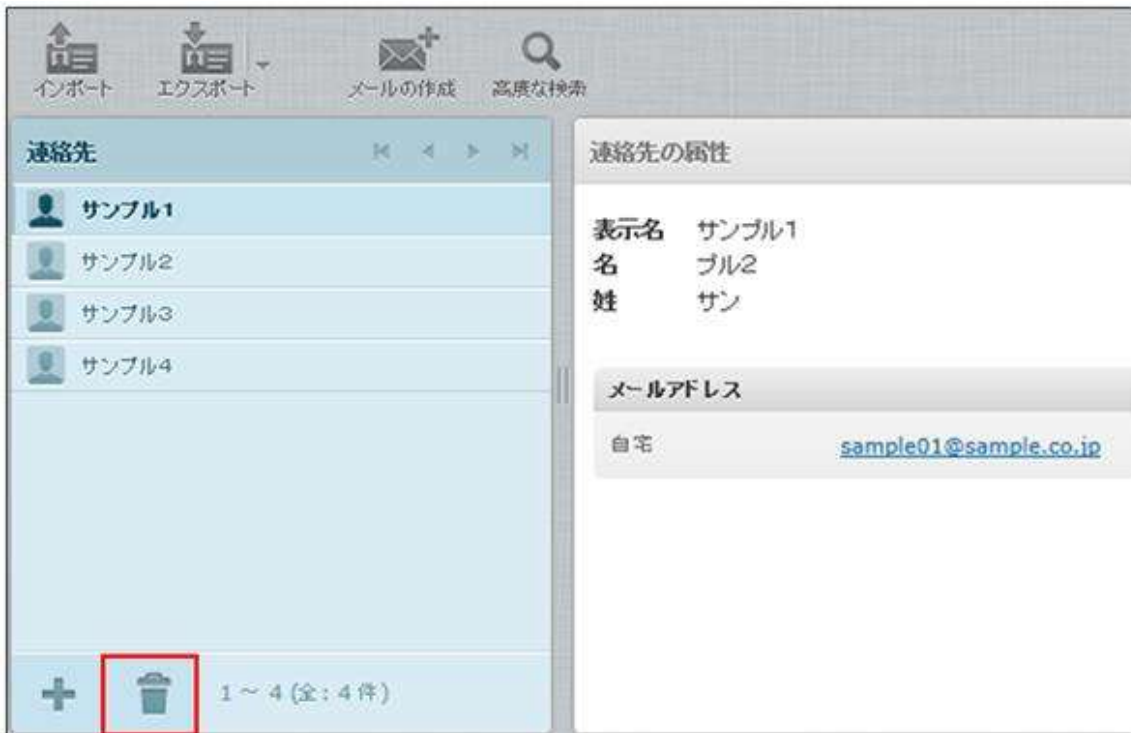 インポート エクスポート メールの作成 高度な検索
連絡先
サンプル1
サンプル2
サンプル3
サンプル4
1 ~ 4 (全: 4 件)
連絡先の属性
表示名 サンプル1
名 プル2
姓 サン
メールアドレス
自宅 sample01@sample.co.jp